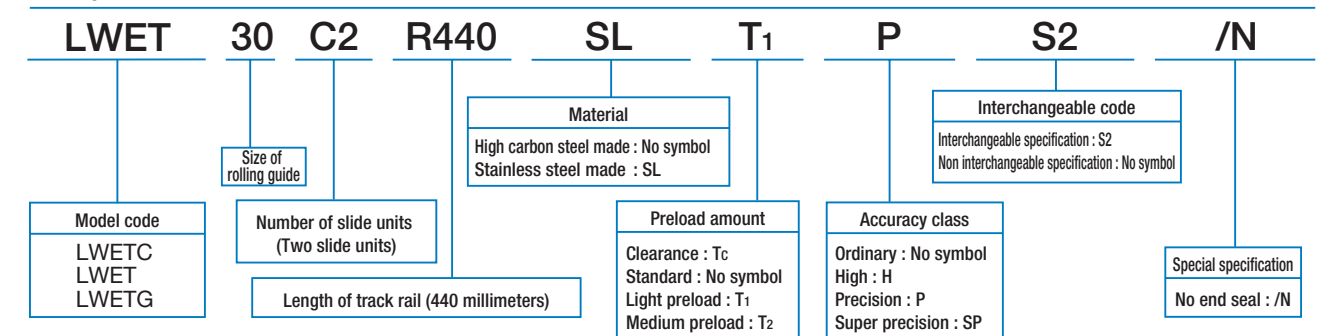 LWET 30 C2 R440 SL T1 P S2 /N
Material
High carbon steel made : No symbol
Stainless steel made : SL
Interchangeable code
Interchangeable specification : S2
Non interchangeable specification : No symbol
Size of
rolling guide
Model code
LWETC
LWET
LWETG
Number of slide units
(Two slide units)
Length of track rail (440 millimeters)
Preload amount
Clearance : Tc
Standard : No symbol
Light preload : T1
Medium preload : T2
Accuracy class
Ordinary : No symbol
High : H
Precision : P
Super precision : SP
Special specification
No end seal : /N